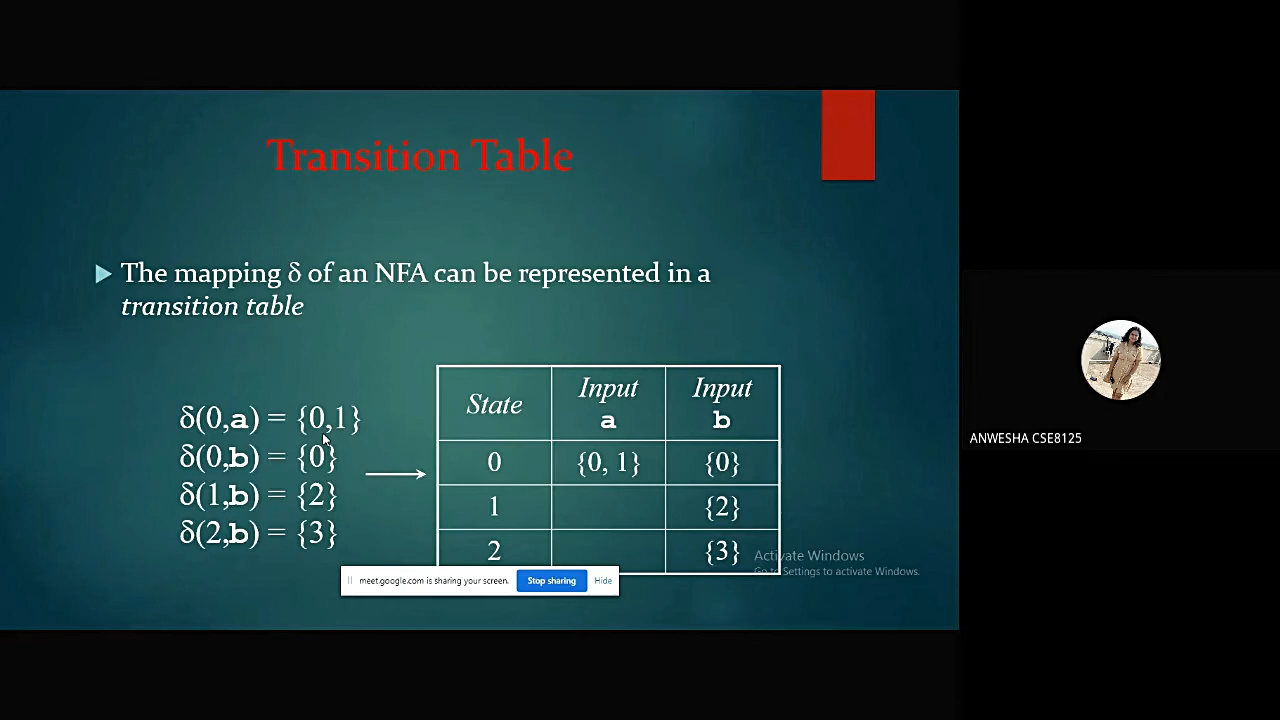 Transition Table
The mapping δ of an NFA can be represented in a
transition table
δ(0,a) = {0,1}
δ(0,b) = {0}
δ(1,b) = {2}
δ(2,b) = {3}
State Input a Input b
0 {0, 1} {0}
1 {2}
2 {3}
Activate Windows
Go to Settings to activate Windows.
meet.google.com is sharing your screen. Stop sharing Hide
ANWESHA CSE8125